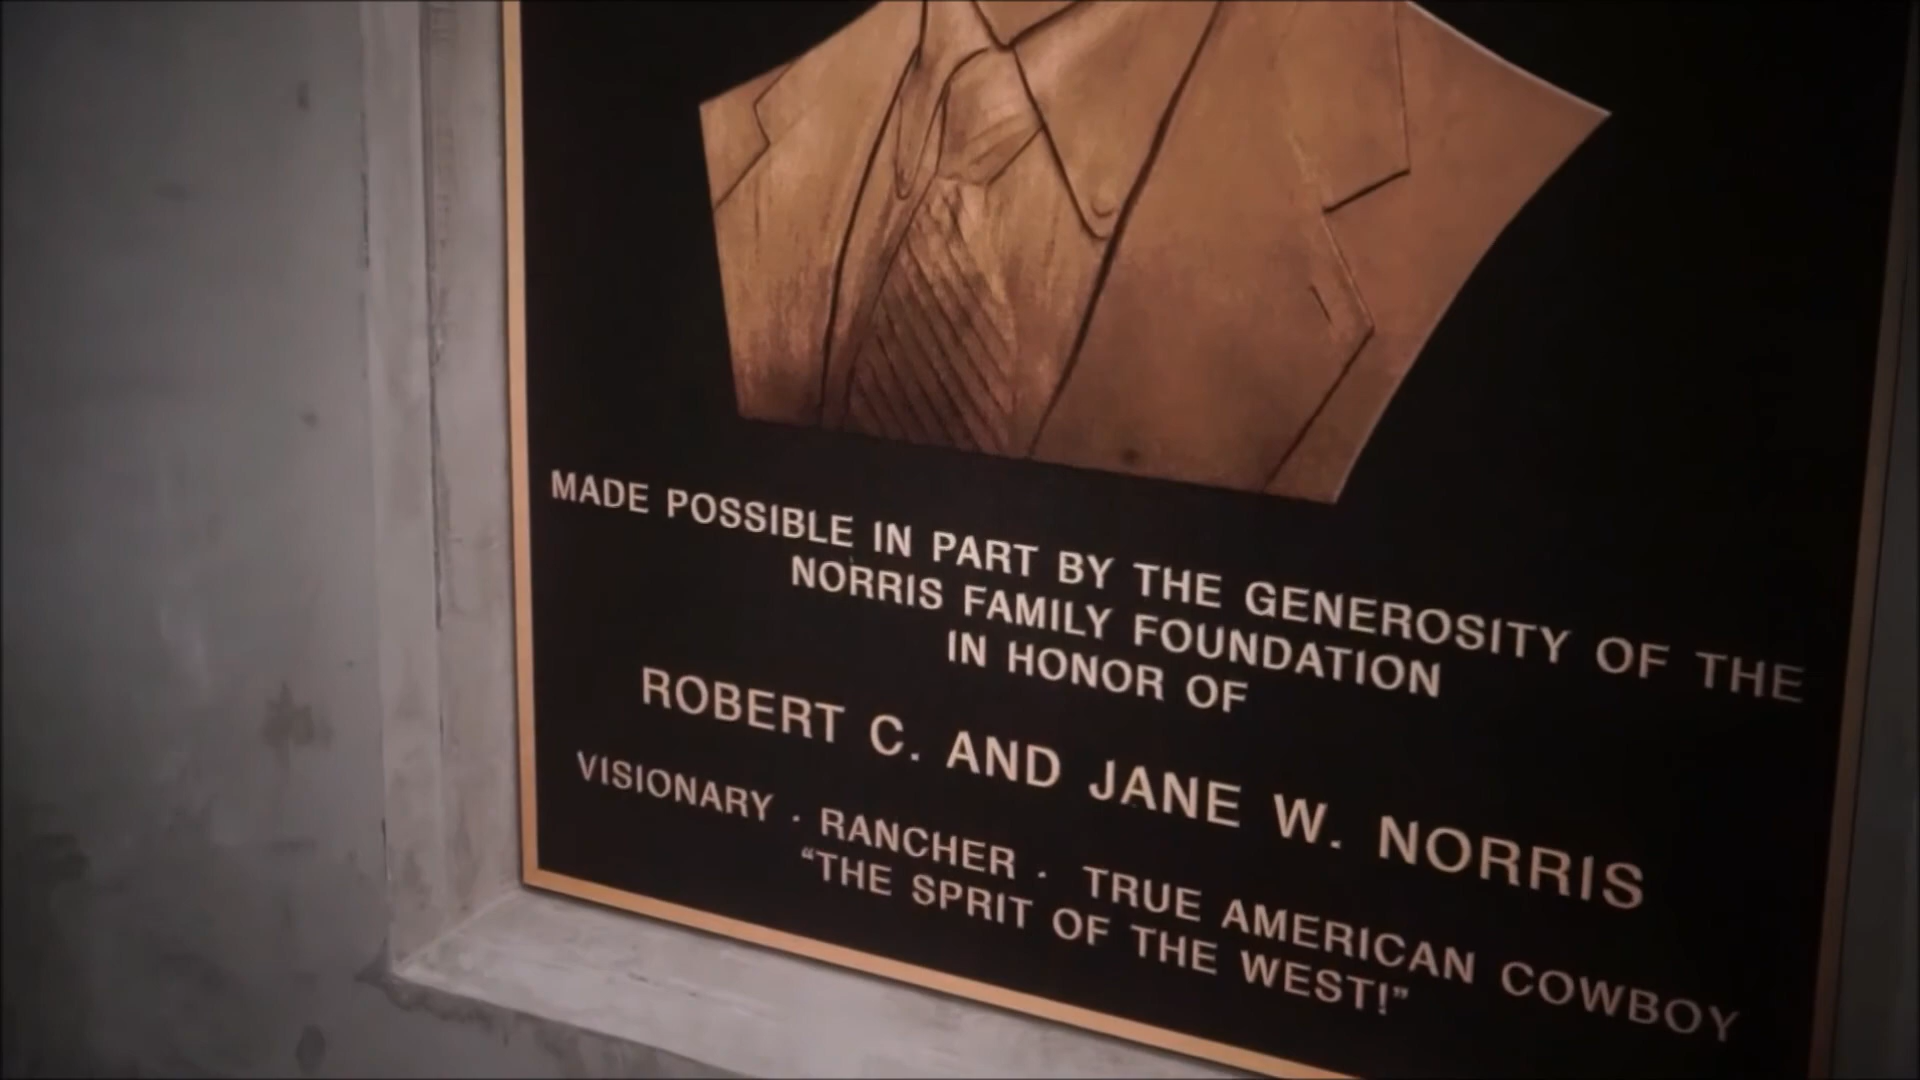 MADE POSSIBLE IN PART BY THE GENEROSITY OF THE
NORRIS FAMILY FOUNDATION
IN HONOR OF
ROBERT C. AND JANE W. NORRIS
VISIONARY · RANCHER · TRUE AMERICAN COWBOY
“THE SPRIT OF THE WEST!”